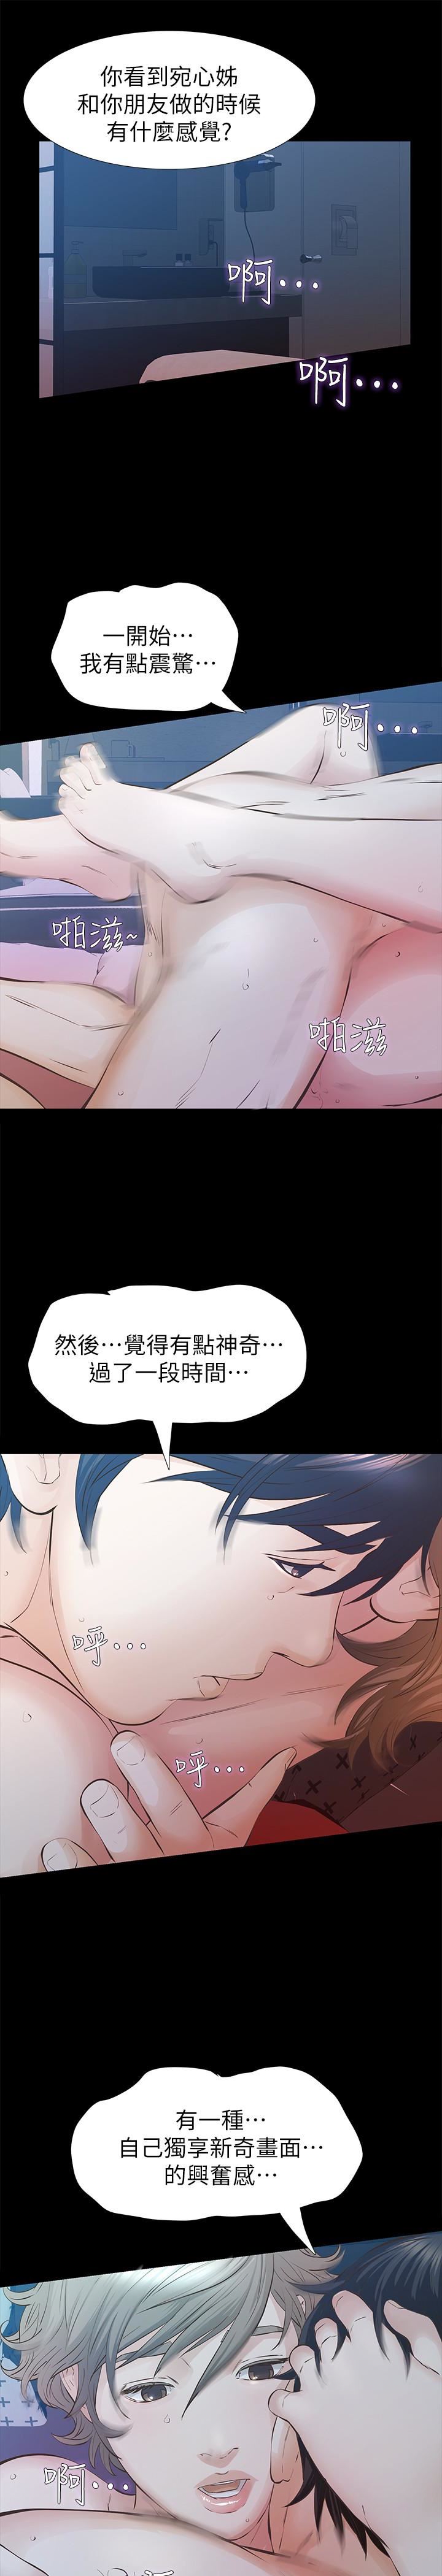 你看到宛心姊
和你朋友做的時候
有什麼感覺?
啊…
啊…
一開始…
我有點震驚…
啊…
啪滋~
啪滋
然後…覺得有點神奇…
過了一段時間…
呼…
呼…
有一種…
自己獨享新奇畫面…
的興奮感…
啊…